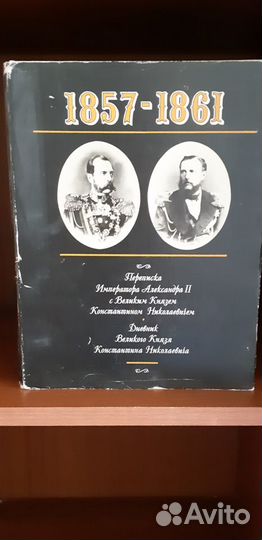 1857-1861
Переписка
Императора Александра II
с Великим Князем
Константином Николаевичем
Дневник
Великого Князя
Константина Николаевича
Avito